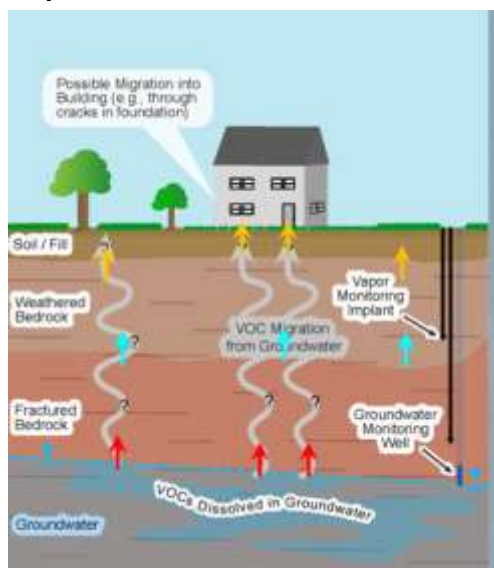 Possible Migration into
Building (e.g., through
cracks in foundation)
Soil / Fill
Weathered
Bedrock
VOC Migration
from Groundwater
Vapor
Monitoring
Implant
?
?
?
?
Fractured
Bedrock
Groundwater
Monitoring
Well
VOCs Dissolved in Groundwater
Groundwater